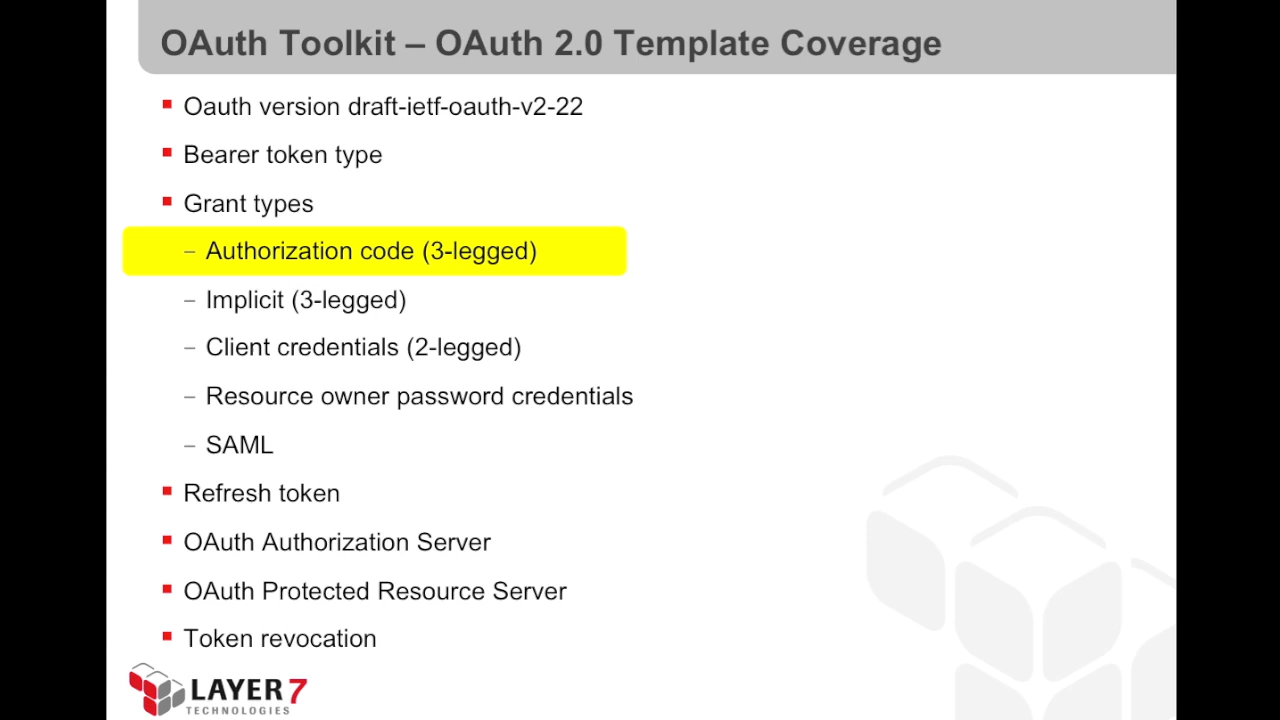 OAuth Toolkit – OAuth 2.0 Template Coverage
▪ Oauth version draft-ietf-oauth-v2-22
▪ Bearer token type
▪ Grant types
– Authorization code (3-legged)
– Implicit (3-legged)
– Client credentials (2-legged)
– Resource owner password credentials
– SAML
▪ Refresh token
▪ OAuth Authorization Server
▪ OAuth Protected Resource Server
▪ Token revocation
LAYER 7
TECHNOLOGIES